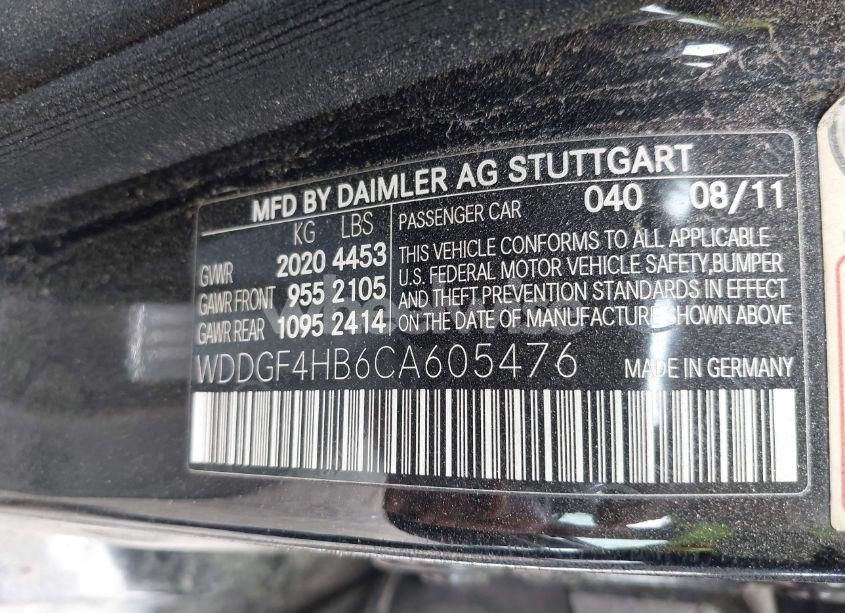 MFD BY DAIMLER AG STUTTGART
KG LBS
GVWR 2020 4453
GAWR FRONT 955 2105
GAWR REAR 1095 2414
PASSENGER CAR 040 08/11
THIS VEHICLE CONFORMS TO ALL APPLICABLE
U.S. FEDERAL MOTOR VEHICLE SAFETY,BUMPER
AND THEFT PREVENTION STANDARDS IN EFFECT
ON THE DATE OF MANUFACTURE SHOWN ABOVE
WDDGF4HB6CA605476 MADE IN GERMANY